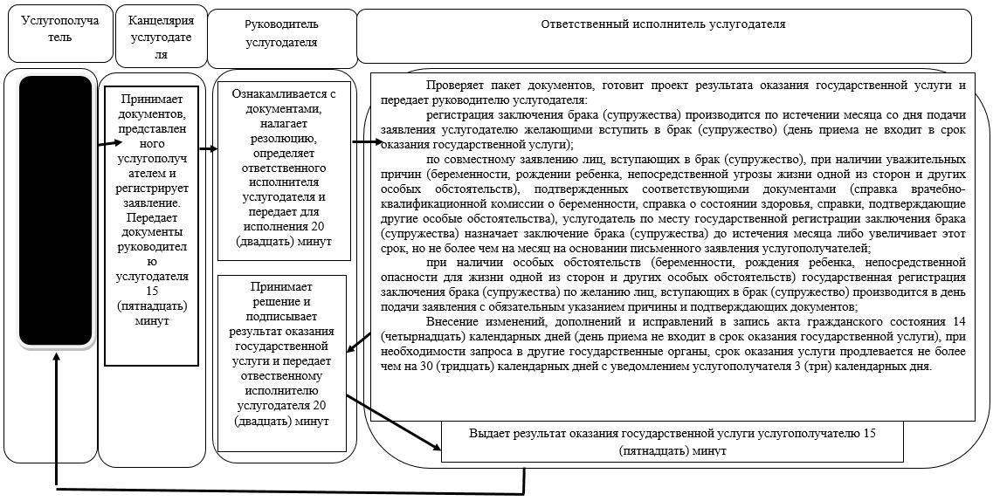 Услугополуча
тель
Канцелярия
услугодате
ля
Руководитель
услугодателя
Ответственный исполнитель услугодателя
Принимает
документов,
представлен
ного
услугополуч
ателем и
регистрирует
заявление.
Передает
документы
руководител
ю
услугодателя
15
(пятнадцать)
минут
Ознакамливается с
документами,
налагает
резолюцию,
определяет
ответственного
исполнителя
услугодателя и
передает для
исполнения 20
(двадцать) минут
Принимает
решение и
подписывает
результат оказания
государственной
услуги и передает
отвественному
исполнителю
услугодателя 20
(двадцать) минут
Проверяет пакет документов, готовит проект результата оказания государственной услуги и
передает руководителю услугодателя:
регистрация заключения брака (супружества) производится по истечении месяца со дня подачи
заявления услугодателю желающими вступить в брак (супружество) (день приема не входит в срок
оказания государственной услуги);
по совместному заявлению лиц, вступающих в брак (супружество), при наличии уважительных
причин (беременности, рождении ребенка, непосредственной угрозы жизни одной из сторон и других
особых обстоятельств), подтвержденных соответствующими документами (справка врачебно-
квалификационной комиссии о беременности, справка о состоянии здоровья, справки, подтверждающие
другие особые обстоятельства), услугодатель по месту государственной регистрации заключения брака
(супружества) назначает заключение брака (супружества) до истечения месяца либо увеличивает этот
срок, но не более чем на месяц на основании письменного заявления услугополучателей;
при наличии особых обстоятельств (беременности, рождения ребенка, непосредственной
опасности для жизни одной из сторон и других особых обстоятельств) государственная регистрация
заключения брака (супружества) по желанию лиц, вступающих в брак (супружество) производится в день
подачи заявления с обязательным указанием причины и подтверждающих документов;
Внесение изменений, дополнений и исправлений в запись акта гражданского состояния 14
(четырнадцать) календарных дней (день приема не входит в срок оказания государственной услуги), при
необходимости запроса в другие государственные органы, срок оказания услуги продлевается не более
чем на 30 (тридцать) календарных дней с уведомлением услугополучателя 3 (три) календарных дня.
Выдает результат оказания государственной услуги услугополучателю 15
(пятнадцать) минут